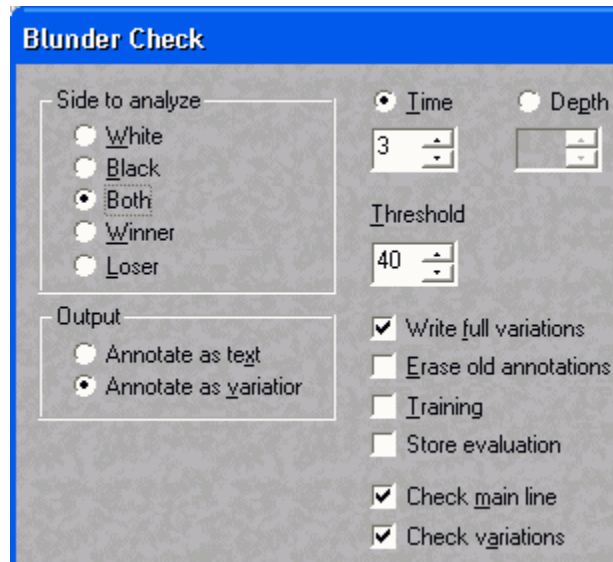 Blunder Check
Side to analyze
White
Black
Both
Winner
Loser
Output
Annotate as text
Annotate as variatior
Time
Depth
3
Threshold
40
Write full variations
Erase old annotations
Training
Store evaluation
Check main line
Check variations